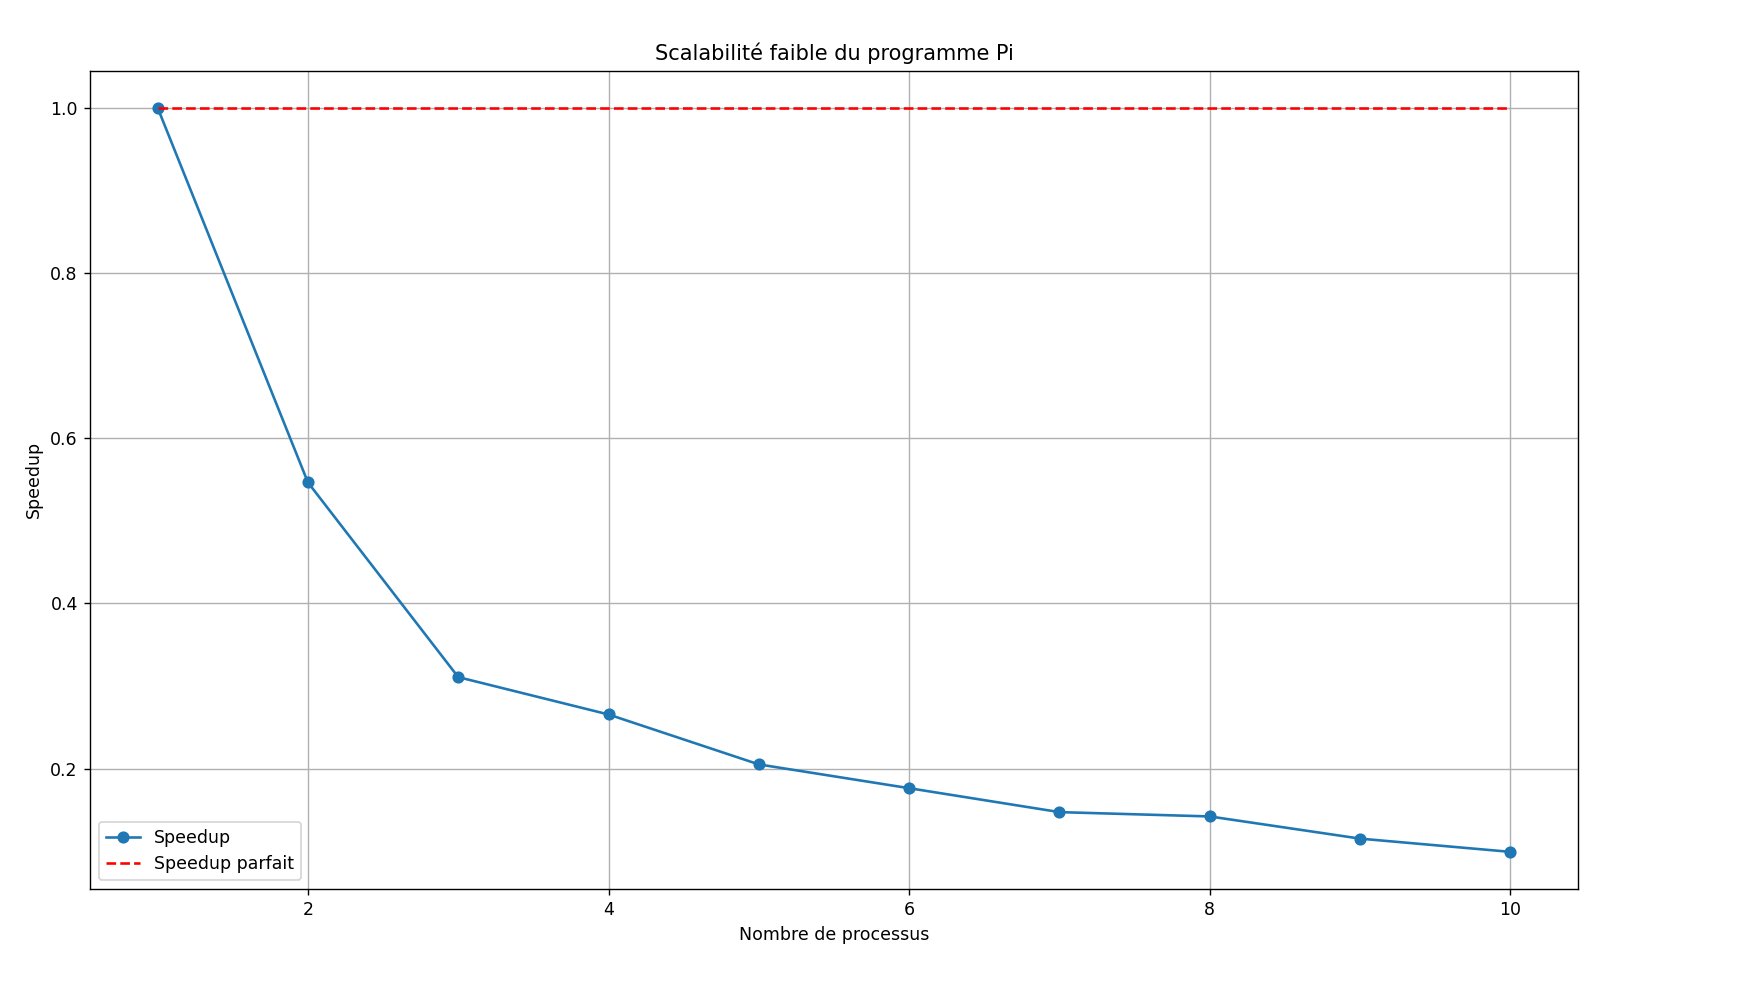 Scalabilité faible du programme Pi
1.0
0.8
0.6
0.4
0.2
Speedup
Speedup
Speedup parfait
2 4 6 8 10
Nombre de processus